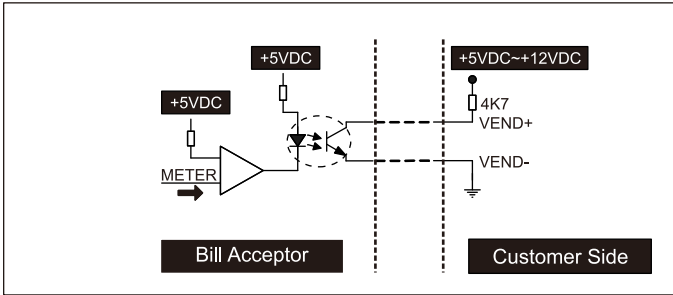 +5VDC
+5VDC~+12VDC
+5VDC
4K7
VEND+
METER
VEND-
Bill Acceptor
Customer Side